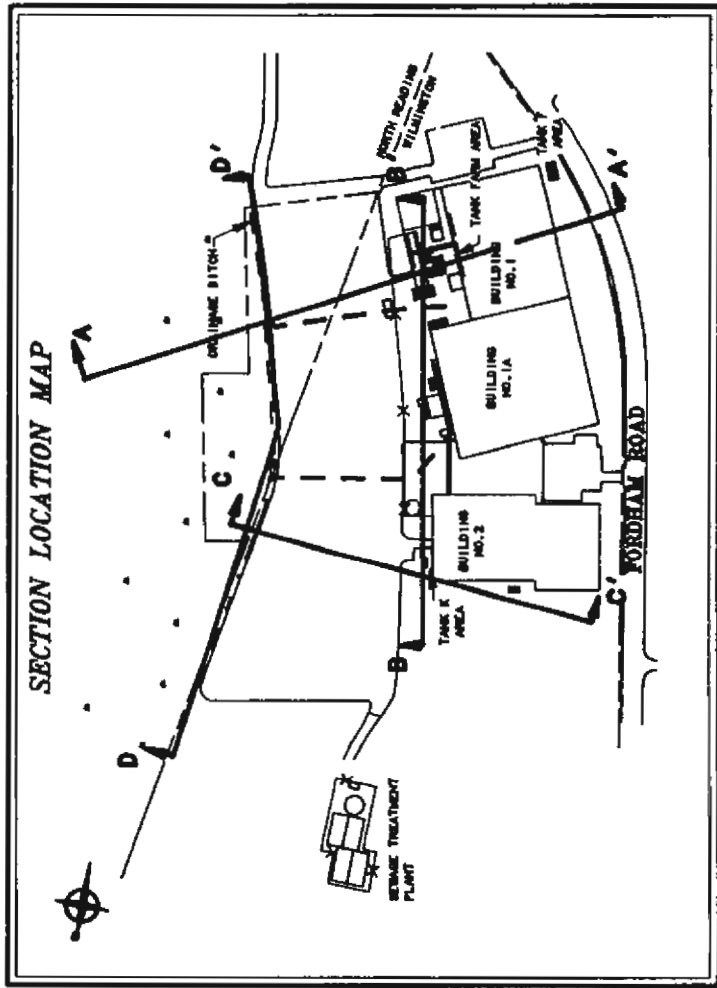 SECTION LOCATION MAP
A
D'
DRAINAGE DITCH
C
D
NORTH READING
WILMINGTON
B'
TANK FARM AREA
TANK T
AREA
A'
BUILDING
NO.1
BUILDING
NO.1A
BUILDING
NO.2
B
TANK K
AREA
C'
FORDHAM ROAD
SEWAGE TREATMENT
PLANT